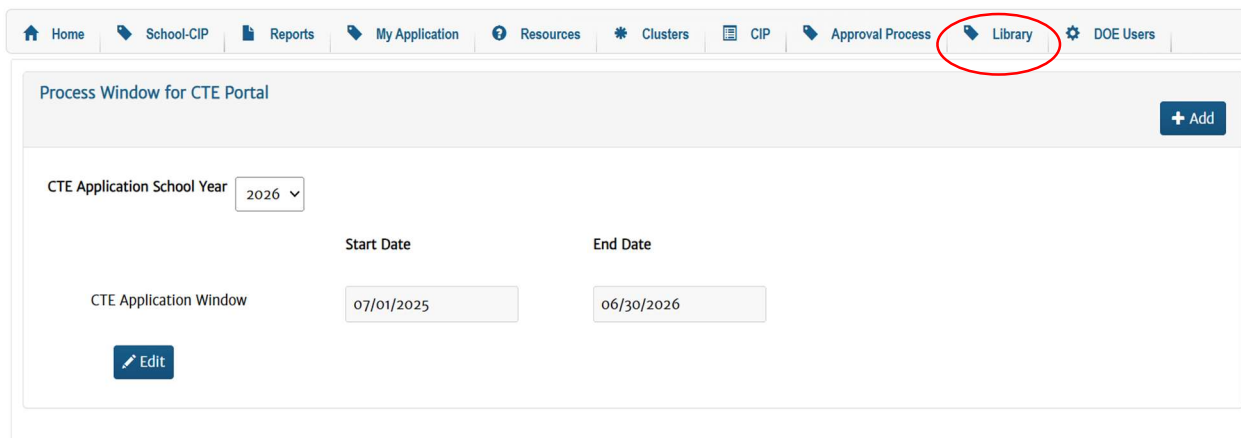 Home School-CIP Reports My Application Resources Clusters CIP Approval Process Library DOE Users
Process Window for CTE Portal
Add
CTE Application School Year 2026
Start Date End Date
CTE Application Window 07/01/2025 06/30/2026
Edit